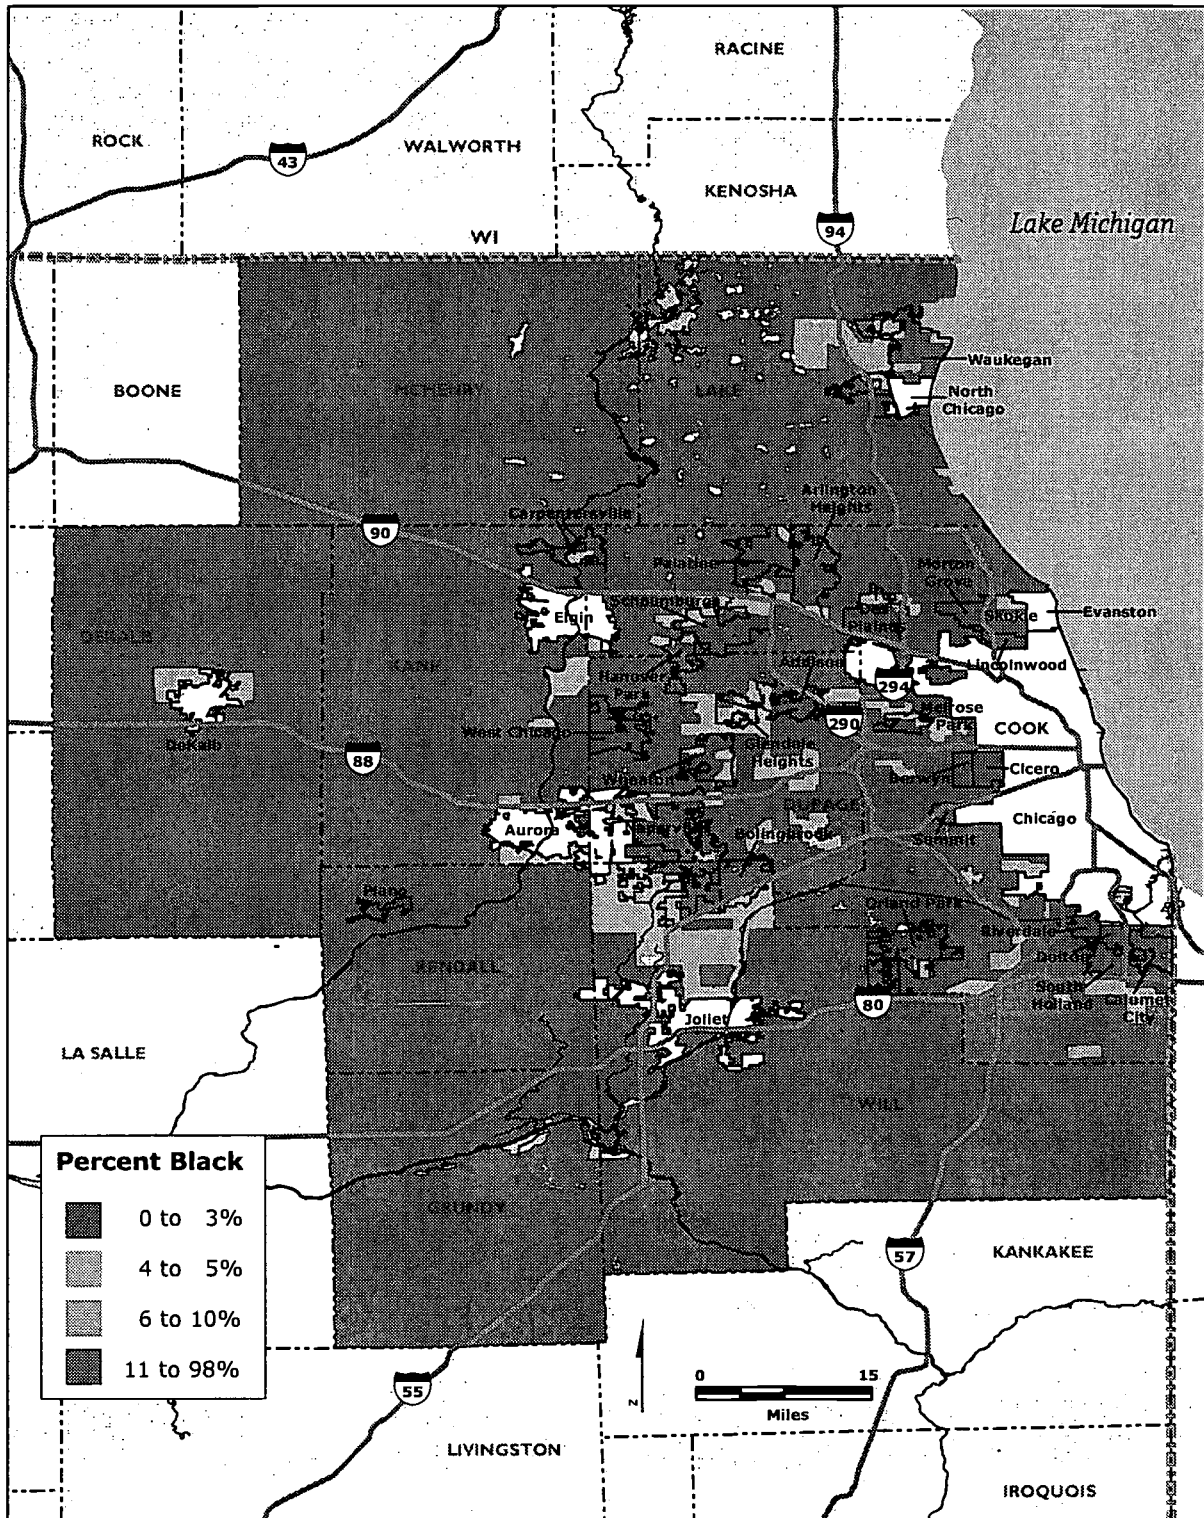 RACINE
ROCK
WALWORTH
43
KENOSHA
94
Lake Michigan
WI
Waukegan
BOONE
MCHENRY
LAKE
North
Chicago
Arlington
Heights
Carpentersville
90
Palatine
Morton
Grove
Schaumburg
Des
Plaines
Skokie
Evanston
Elgin
DEKALB
KANE
Addison
Lincolnwood
Hanover
Park
294
Melrose
Park
290
COOK
West Chicago
Glendale
Heights
DeKalb
88
Wheaton
Berwyn
Cicero
DUPAGE
Aurora
Naperville
Bolingbrook
Chicago
Summit
Plano
Orland Park
Riverdale
KENDALL
Dolton
South
Holland
Calumet
City
80
Joliet
LA SALLE
WILL
Percent Black
0 to 3%
4 to 5%
6 to 10%
11 to 98%
GRUNDY
57
KANKAKEE
55
N
0 15
Miles
LIVINGSTON
IROQUOIS